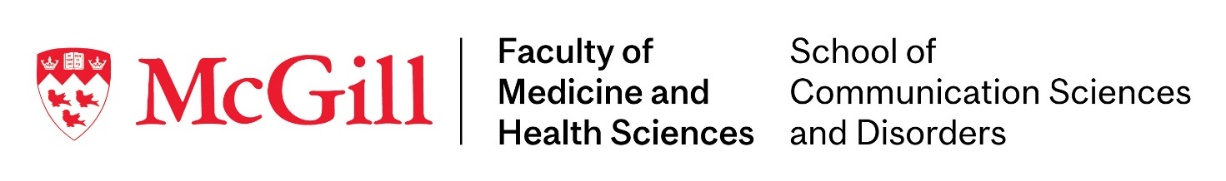 McGill
Faculty of
Medicine and
Health Sciences
School of
Communication Sciences
and Disorders